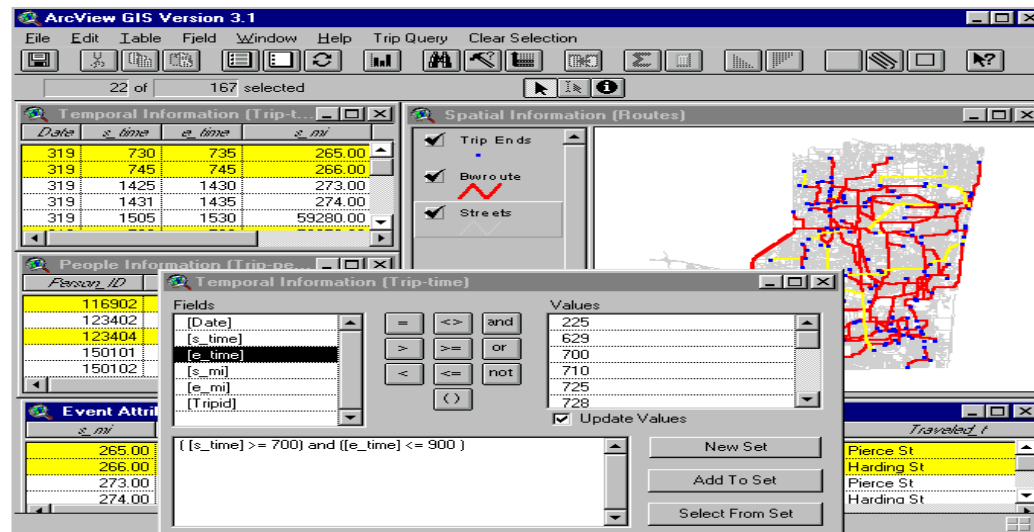 ArcView GIS Version 3.1
File Edit Table Field Window Help Trip Query Clear Selection
22 of 167 selected
Temporal Information (Trip-t...
Date s_time e_time s_mi
319 730 735 265.00
319 745 745 266.00
319 1425 1430 273.00
319 1431 1435 274.00
319 1505 1530 59280.00
Spatial Information (Routes)
Trip Ends
Bwroute
Streets
People Information (Trip-pe...
Person_ID
116902
123402
123404
150101
150102
Temporal Information (Trip-time)
Fields
[Date]
[s_time]
[e_time]
[s_mi]
[e_mi]
[Tripid]
= <> and
> >= or
< <= not
()
Values
225
629
700
710
725
728
Update Values
( [s_time] >= 700) and ([e_time] <= 900 )
New Set
Add To Set
Select From Set
Event Attrib
s_mi
265.00
266.00
273.00
274.00
Traveled_t
Pierce St
Harding St
Pierce St
Harding St